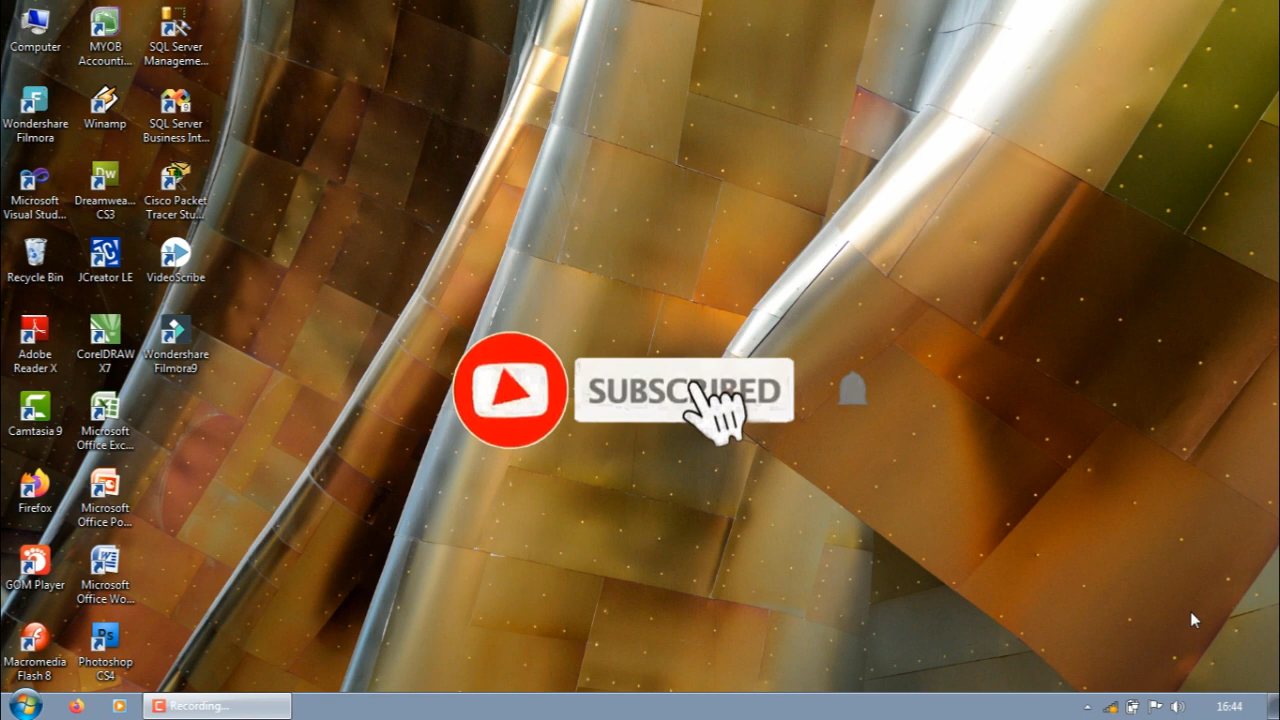 Computer
MYOB
Accounti...
SQL Server
Manageme...
Wondershare
Filmora
Winamp
SQL Server
Business Int...
Microsoft
Visual Stud...
Dreamwea...
CS3
Cisco Packet
Tracer Stu...
Recycle Bin
JCreator LE
VideoScribe
Adobe
Reader X
CorelDRAW
X7
Wondershare
Filmora9
SUBSCRIBED
Camtasia 9
Microsoft
Office Exc...
Firefox
Microsoft
Office Po...
GOM Player
Microsoft
Office Wo...
Macromedia
Flash 8
Photoshop
CS4
Recording...
16:44